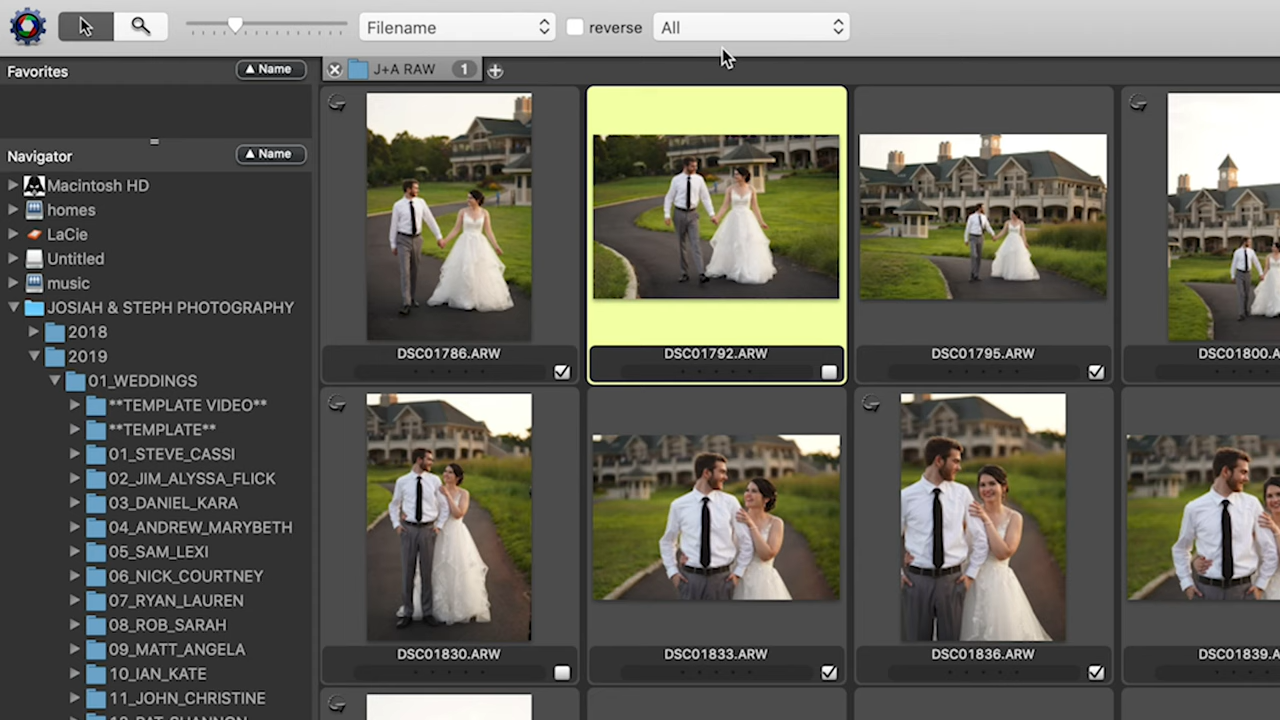 Filename
reverse
All
Favorites
▲ Name
J+A RAW
1
Navigator
▲ Name
Macintosh HD
homes
LaCie
Untitled
music
JOSIAH & STEPH PHOTOGRAPHY
2018
2019
01_WEDDINGS
**TEMPLATE VIDEO**
**TEMPLATE**
01_STEVE_CASSI
02_JIM_ALYSSA_FLICK
03_DANIEL_KARA
04_ANDREW_MARYBETH
05_SAM_LEXI
06_NICK_COURTNEY
07_RYAN_LAUREN
08_ROB_SARAH
09_MATT_ANGELA
10_IAN_KATE
11_JOHN_CHRISTINE
DSC01786.ARW
DSC01792.ARW
DSC01795.ARW
DSC01800.A
DSC01830.ARW
DSC01833.ARW
DSC01836.ARW
DSC01839.A